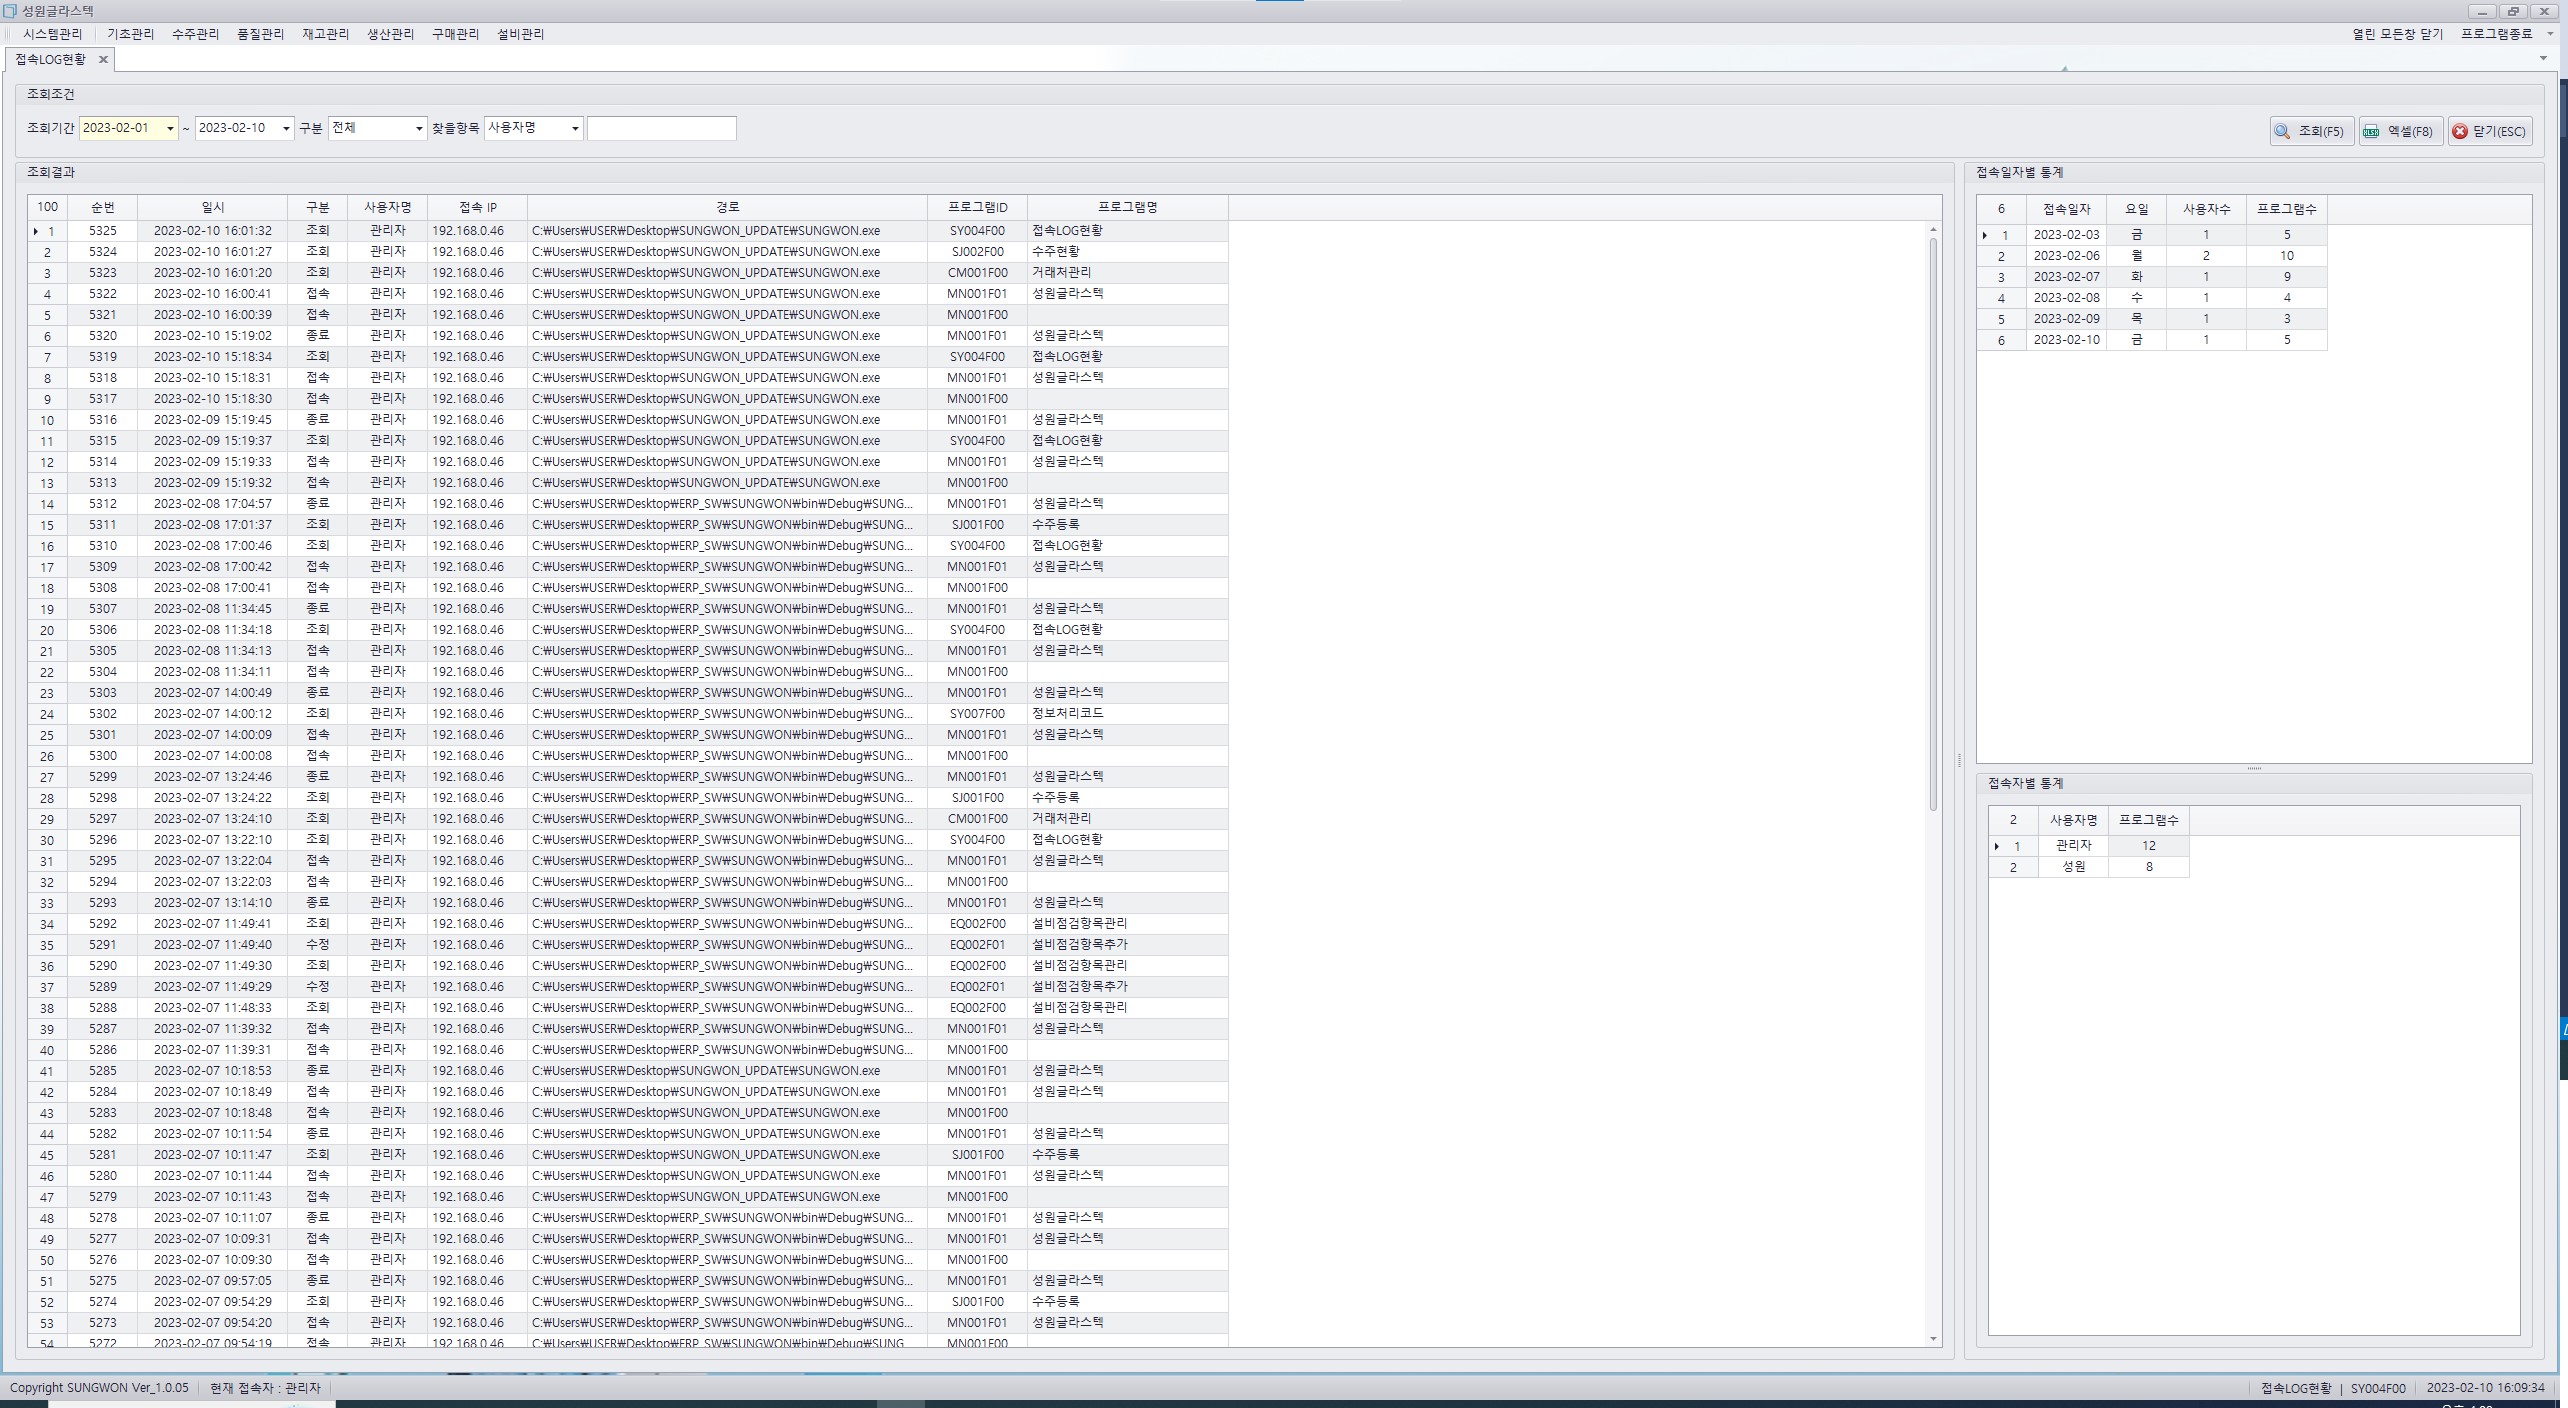 성원글라스텍
시스템관리 기초관리 수주관리 품질관리 재고관리 생산관리 구매관리 설비관리 열린 모든창 닫기 프로그램종료
접속LOG현황
조회조건
조회기간 2023-02-01 ~ 2023-02-10 구분 전체 찾을항목 사용자명 조회(F5) 엑셀(F8) 닫기(ESC)
조회결과
100 순번 일시 구분 사용자명 접속 IP 경로 프로그램ID 프로그램명
1 5325 2023-02-10 16:01:32 조회 관리자 192.168.0.46 C:₩Users₩USER₩Desktop₩SUNGWON_UPDATE₩SUNGWON.exe SY004F00 접속LOG현황
2 5324 2023-02-10 16:01:27 조회 관리자 192.168.0.46 C:₩Users₩USER₩Desktop₩SUNGWON_UPDATE₩SUNGWON.exe SJ002F00 수주현황
3 5323 2023-02-10 16:01:20 조회 관리자 192.168.0.46 C:₩Users₩USER₩Desktop₩SUNGWON_UPDATE₩SUNGWON.exe CM001F00 거래처관리
4 5322 2023-02-10 16:00:41 접속 관리자 192.168.0.46 C:₩Users₩USER₩Desktop₩SUNGWON_UPDATE₩SUNGWON.exe MN001F01 성원글라스텍
5 5321 2023-02-10 16:00:39 접속 관리자 192.168.0.46 C:₩Users₩USER₩Desktop₩SUNGWON_UPDATE₩SUNGWON.exe MN001F00
6 5320 2023-02-10 15:19:02 종료 관리자 192.168.0.46 C:₩Users₩USER₩Desktop₩SUNGWON_UPDATE₩SUNGWON.exe MN001F01 성원글라스텍
7 5319 2023-02-10 15:18:34 조회 관리자 192.168.0.46 C:₩Users₩USER₩Desktop₩SUNGWON_UPDATE₩SUNGWON.exe SY004F00 접속LOG현황
8 5318 2023-02-10 15:18:31 접속 관리자 192.168.0.46 C:₩Users₩USER₩Desktop₩SUNGWON_UPDATE₩SUNGWON.exe MN001F01 성원글라스텍
9 5317 2023-02-10 15:18:30 접속 관리자 192.168.0.46 C:₩Users₩USER₩Desktop₩SUNGWON_UPDATE₩SUNGWON.exe MN001F00
10 5316 2023-02-09 15:19:45 종료 관리자 192.168.0.46 C:₩Users₩USER₩Desktop₩SUNGWON_UPDATE₩SUNGWON.exe MN001F01 성원글라스텍
11 5315 2023-02-09 15:19:37 조회 관리자 192.168.0.46 C:₩Users₩USER₩Desktop₩SUNGWON_UPDATE₩SUNGWON.exe SY004F00 접속LOG현황
12 5314 2023-02-09 15:19:33 접속 관리자 192.168.0.46 C:₩Users₩USER₩Desktop₩SUNGWON_UPDATE₩SUNGWON.exe MN001F01 성원글라스텍
13 5313 2023-02-09 15:19:32 접속 관리자 192.168.0.46 C:₩Users₩USER₩Desktop₩SUNGWON_UPDATE₩SUNGWON.exe MN001F00
14 5312 2023-02-08 17:04:57 종료 관리자 192.168.0.46 C:₩Users₩USER₩Desktop₩ERP_SW₩SUNGWON₩bin₩Debug₩SUNG... MN001F01 성원글라스텍
15 5311 2023-02-08 17:01:37 조회 관리자 192.168.0.46 C:₩Users₩USER₩Desktop₩ERP_SW₩SUNGWON₩bin₩Debug₩SUNG... SJ001F00 수주등록
16 5310 2023-02-08 17:00:46 조회 관리자 192.168.0.46 C:₩Users₩USER₩Desktop₩ERP_SW₩SUNGWON₩bin₩Debug₩SUNG... SY004F00 접속LOG현황
17 5309 2023-02-08 17:00:42 접속 관리자 192.168.0.46 C:₩Users₩USER₩Desktop₩ERP_SW₩SUNGWON₩bin₩Debug₩SUNG... MN001F01 성원글라스텍
18 5308 2023-02-08 17:00:41 접속 관리자 192.168.0.46 C:₩Users₩USER₩Desktop₩ERP_SW₩SUNGWON₩bin₩Debug₩SUNG... MN001F00
19 5307 2023-02-08 11:34:45 종료 관리자 192.168.0.46 C:₩Users₩USER₩Desktop₩ERP_SW₩SUNGWON₩bin₩Debug₩SUNG... MN001F01 성원글라스텍
20 5306 2023-02-08 11:34:18 조회 관리자 192.168.0.46 C:₩Users₩USER₩Desktop₩ERP_SW₩SUNGWON₩bin₩Debug₩SUNG... SY004F00 접속LOG현황
21 5305 2023-02-08 11:34:13 접속 관리자 192.168.0.46 C:₩Users₩USER₩Desktop₩ERP_SW₩SUNGWON₩bin₩Debug₩SUNG... MN001F01 성원글라스텍
22 5304 2023-02-08 11:34:11 접속 관리자 192.168.0.46 C:₩Users₩USER₩Desktop₩ERP_SW₩SUNGWON₩bin₩Debug₩SUNG... MN001F00
23 5303 2023-02-07 14:00:49 종료 관리자 192.168.0.46 C:₩Users₩USER₩Desktop₩ERP_SW₩SUNGWON₩bin₩Debug₩SUNG... MN001F01 성원글라스텍
24 5302 2023-02-07 14:00:12 조회 관리자 192.168.0.46 C:₩Users₩USER₩Desktop₩ERP_SW₩SUNGWON₩bin₩Debug₩SUNG... SY007F00 정보처리코드
25 5301 2023-02-07 14:00:09 접속 관리자 192.168.0.46 C:₩Users₩USER₩Desktop₩ERP_SW₩SUNGWON₩bin₩Debug₩SUNG... MN001F01 성원글라스텍
26 5300 2023-02-07 14:00:08 접속 관리자 192.168.0.46 C:₩Users₩USER₩Desktop₩ERP_SW₩SUNGWON₩bin₩Debug₩SUNG... MN001F00
27 5299 2023-02-07 13:24:46 종료 관리자 192.168.0.46 C:₩Users₩USER₩Desktop₩ERP_SW₩SUNGWON₩bin₩Debug₩SUNG... MN001F01 성원글라스텍
28 5298 2023-02-07 13:24:22 조회 관리자 192.168.0.46 C:₩Users₩USER₩Desktop₩ERP_SW₩SUNGWON₩bin₩Debug₩SUNG... SJ001F00 수주등록
29 5297 2023-02-07 13:24:10 조회 관리자 192.168.0.46 C:₩Users₩USER₩Desktop₩ERP_SW₩SUNGWON₩bin₩Debug₩SUNG... CM001F00 거래처관리
30 5296 2023-02-07 13:22:10 조회 관리자 192.168.0.46 C:₩Users₩USER₩Desktop₩ERP_SW₩SUNGWON₩bin₩Debug₩SUNG... SY004F00 접속LOG현황
31 5295 2023-02-07 13:22:04 접속 관리자 192.168.0.46 C:₩Users₩USER₩Desktop₩ERP_SW₩SUNGWON₩bin₩Debug₩SUNG... MN001F01 성원글라스텍
32 5294 2023-02-07 13:22:03 접속 관리자 192.168.0.46 C:₩Users₩USER₩Desktop₩ERP_SW₩SUNGWON₩bin₩Debug₩SUNG... MN001F00
33 5293 2023-02-07 13:14:10 종료 관리자 192.168.0.46 C:₩Users₩USER₩Desktop₩ERP_SW₩SUNGWON₩bin₩Debug₩SUNG... MN001F01 성원글라스텍
34 5292 2023-02-07 11:49:41 조회 관리자 192.168.0.46 C:₩Users₩USER₩Desktop₩ERP_SW₩SUNGWON₩bin₩Debug₩SUNG... EQ002F00 설비점검항목관리
35 5291 2023-02-07 11:49:40 수정 관리자 192.168.0.46 C:₩Users₩USER₩Desktop₩ERP_SW₩SUNGWON₩bin₩Debug₩SUNG... EQ002F01 설비점검항목추가
36 5290 2023-02-07 11:49:30 조회 관리자 192.168.0.46 C:₩Users₩USER₩Desktop₩ERP_SW₩SUNGWON₩bin₩Debug₩SUNG... EQ002F00 설비점검항목관리
37 5289 2023-02-07 11:49:29 수정 관리자 192.168.0.46 C:₩Users₩USER₩Desktop₩ERP_SW₩SUNGWON₩bin₩Debug₩SUNG... EQ002F01 설비점검항목추가
38 5288 2023-02-07 11:48:33 조회 관리자 192.168.0.46 C:₩Users₩USER₩Desktop₩ERP_SW₩SUNGWON₩bin₩Debug₩SUNG... EQ002F00 설비점검항목관리
39 5287 2023-02-07 11:39:32 접속 관리자 192.168.0.46 C:₩Users₩USER₩Desktop₩ERP_SW₩SUNGWON₩bin₩Debug₩SUNG... MN001F01 성원글라스텍
40 5286 2023-02-07 11:39:31 접속 관리자 192.168.0.46 C:₩Users₩USER₩Desktop₩ERP_SW₩SUNGWON₩bin₩Debug₩SUNG... MN001F00
41 5285 2023-02-07 10:18:53 종료 관리자 192.168.0.46 C:₩Users₩USER₩Desktop₩SUNGWON_UPDATE₩SUNGWON.exe MN001F01 성원글라스텍
42 5284 2023-02-07 10:18:49 접속 관리자 192.168.0.46 C:₩Users₩USER₩Desktop₩SUNGWON_UPDATE₩SUNGWON.exe MN001F01 성원글라스텍
43 5283 2023-02-07 10:18:48 접속 관리자 192.168.0.46 C:₩Users₩USER₩Desktop₩SUNGWON_UPDATE₩SUNGWON.exe MN001F00
44 5282 2023-02-07 10:11:54 종료 관리자 192.168.0.46 C:₩Users₩USER₩Desktop₩SUNGWON_UPDATE₩SUNGWON.exe MN001F01 성원글라스텍
45 5281 2023-02-07 10:11:47 조회 관리자 192.168.0.46 C:₩Users₩USER₩Desktop₩SUNGWON_UPDATE₩SUNGWON.exe SJ001F00 수주등록
46 5280 2023-02-07 10:11:44 접속 관리자 192.168.0.46 C:₩Users₩USER₩Desktop₩SUNGWON_UPDATE₩SUNGWON.exe MN001F01 성원글라스텍
47 5279 2023-02-07 10:11:43 접속 관리자 192.168.0.46 C:₩Users₩USER₩Desktop₩SUNGWON_UPDATE₩SUNGWON.exe MN001F00
48 5278 2023-02-07 10:11:07 종료 관리자 192.168.0.46 C:₩Users₩USER₩Desktop₩ERP_SW₩SUNGWON₩bin₩Debug₩SUNG... MN001F01 성원글라스텍
49 5277 2023-02-07 10:09:31 접속 관리자 192.168.0.46 C:₩Users₩USER₩Desktop₩ERP_SW₩SUNGWON₩bin₩Debug₩SUNG... MN001F01 성원글라스텍
50 5276 2023-02-07 10:09:30 접속 관리자 192.168.0.46 C:₩Users₩USER₩Desktop₩ERP_SW₩SUNGWON₩bin₩Debug₩SUNG... MN001F00
51 5275 2023-02-07 09:57:05 종료 관리자 192.168.0.46 C:₩Users₩USER₩Desktop₩ERP_SW₩SUNGWON₩bin₩Debug₩SUNG... MN001F01 성원글라스텍
52 5274 2023-02-07 09:54:29 조회 관리자 192.168.0.46 C:₩Users₩USER₩Desktop₩ERP_SW₩SUNGWON₩bin₩Debug₩SUNG... SJ001F00 수주등록
53 5273 2023-02-07 09:54:20 접속 관리자 192.168.0.46 C:₩Users₩USER₩Desktop₩ERP_SW₩SUNGWON₩bin₩Debug₩SUNG... MN001F01 성원글라스텍
54 5272 2023-02-07 09:54:19 접속 관리자 192.168.0.46 C:₩Users₩USER₩Desktop₩ERP_SW₩SUNGWON₩bin₩Debug₩SUNG MN001F00
접속일자별 통계
6 접속일자 요일 사용자수 프로그램수
1 2023-02-03 금 1 5
2 2023-02-06 월 2 10
3 2023-02-07 화 1 9
4 2023-02-08 수 1 4
5 2023-02-09 목 1 3
6 2023-02-10 금 1 5
접속자별 통계
2 사용자명 프로그램수
1 관리자 12
2 성원 8
Copyright SUNGWON Ver_1.0.05 현재 접속자 : 관리자 접속LOG현황 | SY004F00 2023-02-10 16:09:34